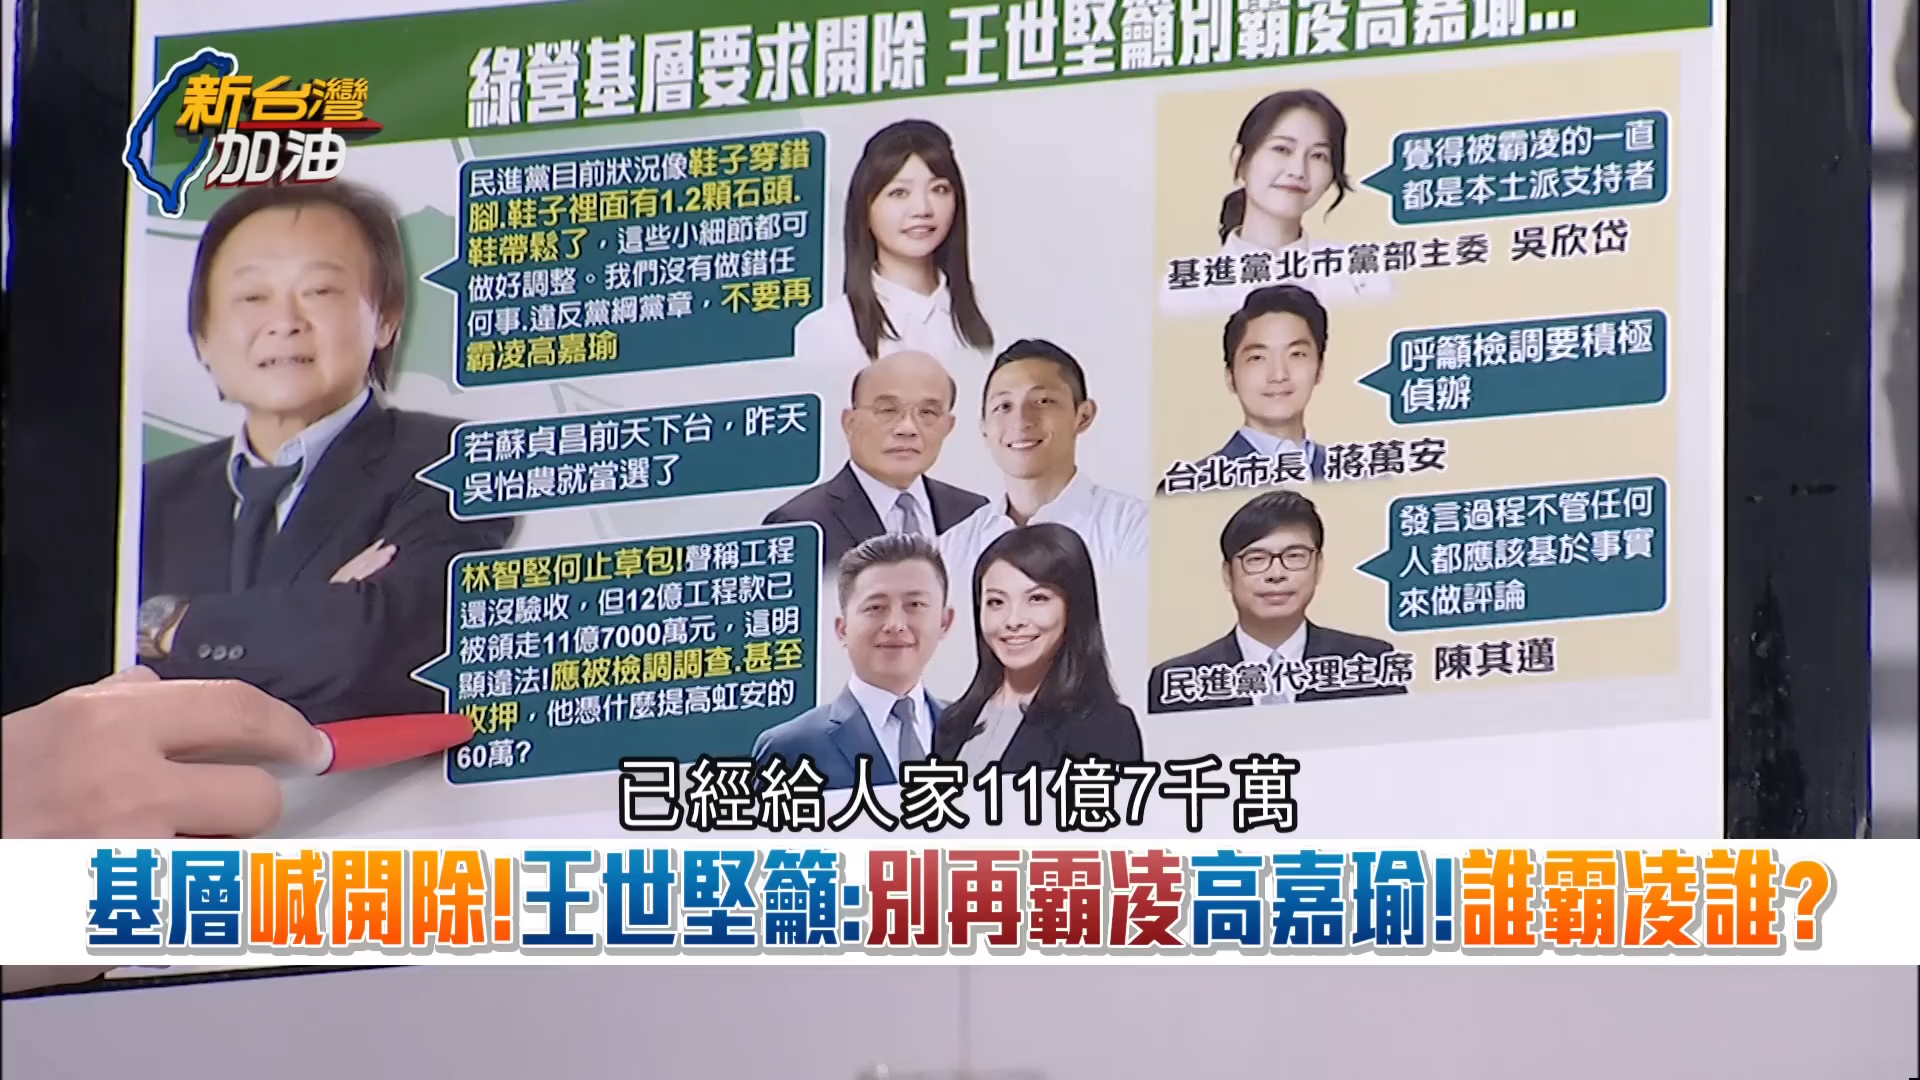 新台灣
加油
綠營基層要求開除 王世堅籲別霸凌高嘉瑜...
民進黨目前狀況像鞋子穿錯
腳.鞋子裡面有1.2顆石頭.
鞋帶鬆了，這些小細節都可
做好調整。我們沒有做錯任
何事.違反黨綱黨章，不要再
霸凌高嘉瑜
若蘇貞昌前天下台，昨天
吳怡農就當選了
林智堅何止草包!聲稱工程
還沒驗收，但12億工程款已
被領走11億7000萬元，這明
顯違法!應被檢調調查.甚至
收押，他憑什麼提高虹安的
60萬?
覺得被霸凌的一直
都是本土派支持者
基進黨北市黨部主委 吳欣岱
呼籲檢調要積極
偵辦
台北市長 蔣萬安
發言過程不管任何
人都應該基於事實
來做評論
民進黨代理主席 陳其邁
已經給人家11億7千萬
基層喊開除!王世堅籲:別再霸凌高嘉瑜!誰霸凌誰?